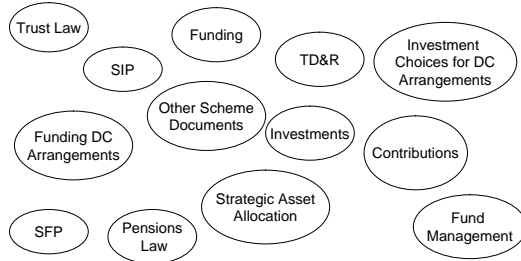 Trust Law
Funding
SIP
TD&R
Investment
Choices for DC
Arrangements
Other Scheme
Documents
Funding DC
Arrangements
Investments
Contributions
Strategic Asset
Allocation
SFP
Pensions
Law
Fund
Management